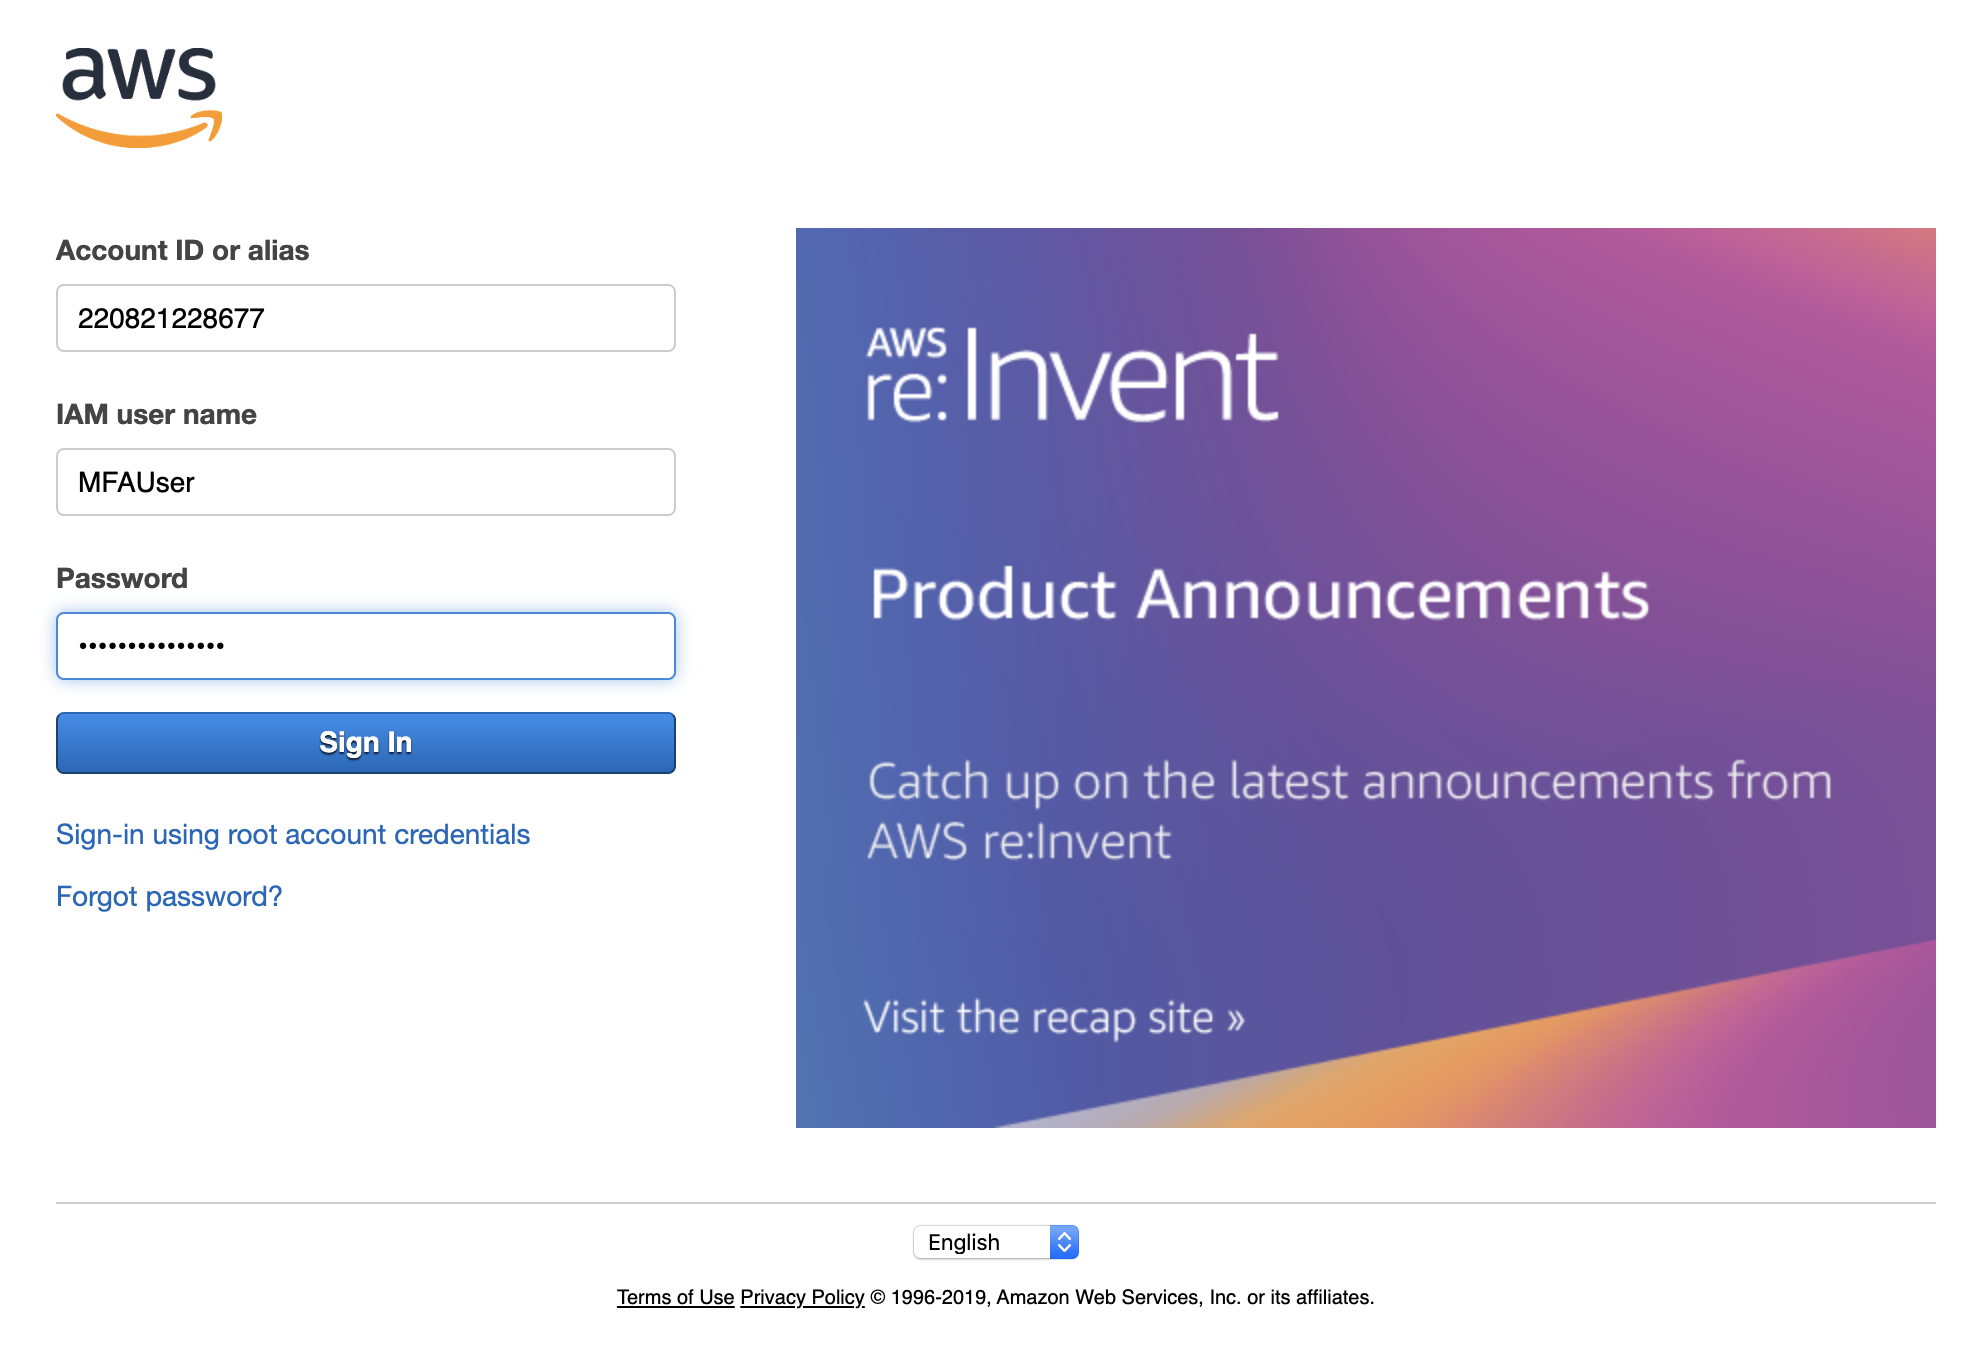 aws
Account ID or alias
220821228677
IAM user name
MFAUser
Password
•••••••••••••••
Sign In
Sign-in using root account credentials
Forgot password?
AWS
re:Invent
Product Announcements
Catch up on the latest announcements from
AWS re:Invent
Visit the recap site »
English
Terms of Use Privacy Policy © 1996-2019, Amazon Web Services, Inc. or its affiliates.